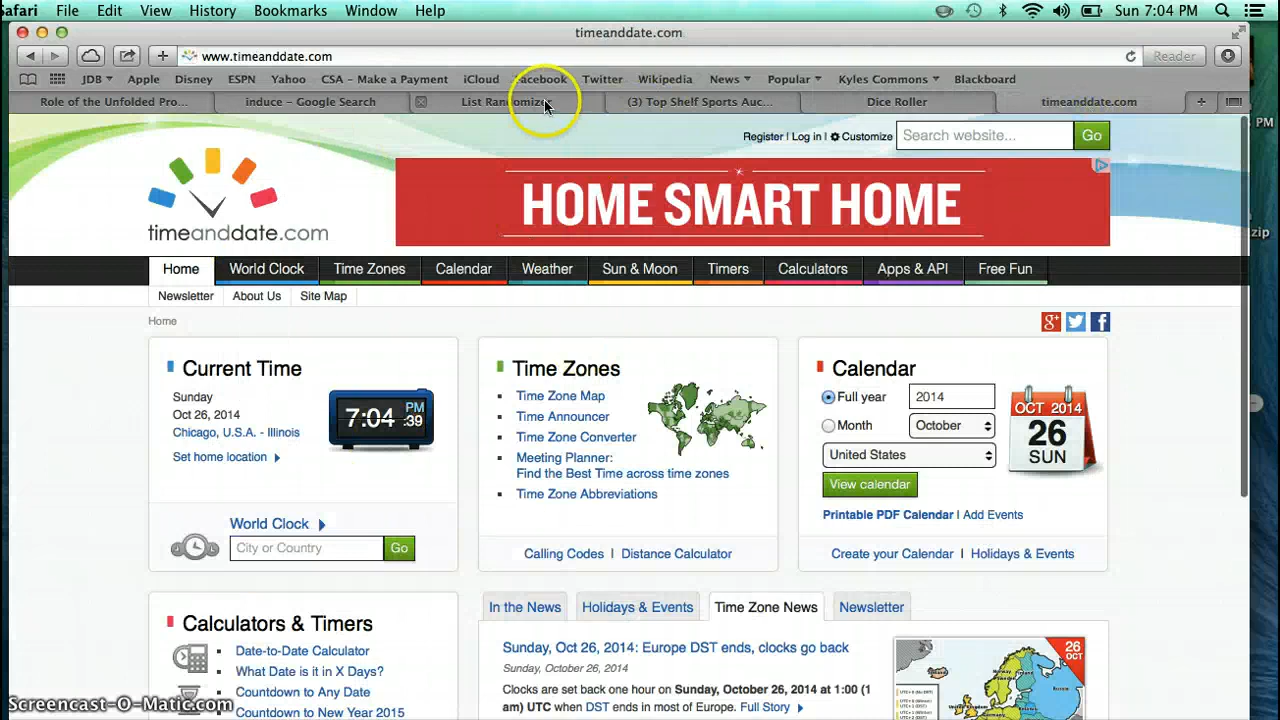 Safari File Edit View History Bookmarks Window Help Sun 7:04 PM
timeanddate.com
www.timeanddate.com Reader
JDB Apple Disney ESPN Yahoo CSA – Make a Payment iCloud Facebook Twitter Wikipedia News Popular Kyles Commons Blackboard
Role of the Unfolded Pro... induce – Google Search List Randomizer (3) Top Shelf Sports Auc... Dice Roller timeanddate.com
PM
Register | Log in | Customize Search website... Go
HOME SMART HOME
timeanddate.com
zip
Home World Clock Time Zones Calendar Weather Sun & Moon Timers Calculators Apps & API Free Fun
Newsletter About Us Site Map
Home
Current Time
Sunday
Oct 26, 2014
Chicago, U.S.A. - Illinois
Set home location
7:04 PM :39
World Clock
City or Country Go
Time Zones
Time Zone Map
Time Zone Announcer
Time Zone Converter
Meeting Planner:
Find the Best Time across time zones
Time Zone Abbreviations
Calling Codes | Distance Calculator
Calendar
Full year 2014
Month October
United States
View calendar
OCT 2014
26
SUN
Printable PDF Calendar | Add Events
Create your Calendar | Holidays & Events
Calculators & Timers
Date-to-Date Calculator
What Date is it in X Days?
Countdown to Any Date
Countdown to New Year 2015
In the News Holidays & Events Time Zone News Newsletter
Sunday, Oct 26, 2014: Europe DST ends, clocks go back
Sunday, October 26, 2014
Clocks are set back one hour on Sunday, October 26, 2014 at 1:00 (1
am) UTC when DST ends in most of Europe. Full Story
26
OCT
Screencast-O-Matic.com